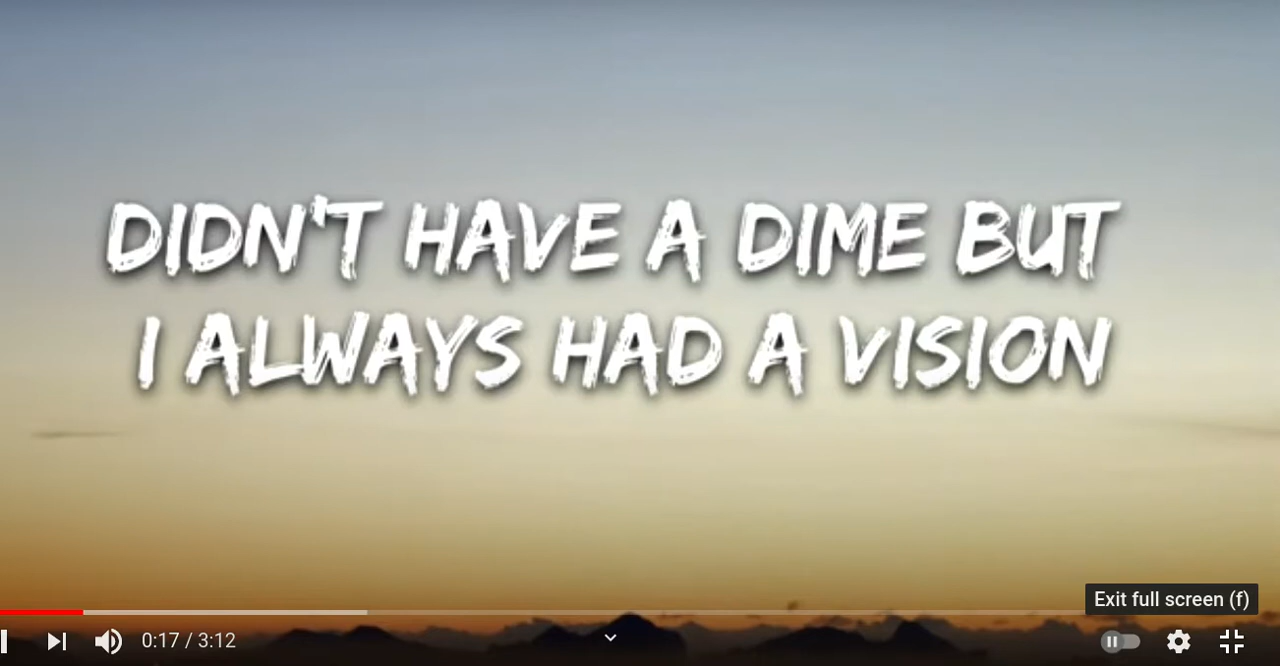 DIDN'T HAVE A DIME BUT
I ALWAYS HAD A VISION
Exit full screen (f)
0:17 / 3:12